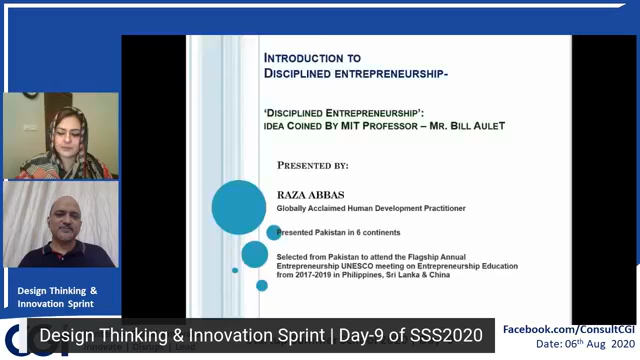 INTRODUCTION TO
DISCIPLINED ENTREPRENEURSHIP-
'DISCIPLINED ENTREPRENEURSHIP':
IDEA COINED BY MIT PROFESSOR – MR. BILL AULET
PRESENTED BY:
RAZA ABBAS
Globally Acclaimed Human Development Practitioner
Presented Pakistan in 6 continents
Selected from Pakistan to attend the Flagship Annual
Entrepreneurship UNESCO meeting on Entrepreneurship Education
from 2017-2019 in Philippines, Sri Lanka & China
Design Thinking &
Innovation Sprint
Design Thinking & Innovation Sprint | Day-9 of SSS2020
Facebook.com/ConsultCGI
Date: 06th Aug 2020